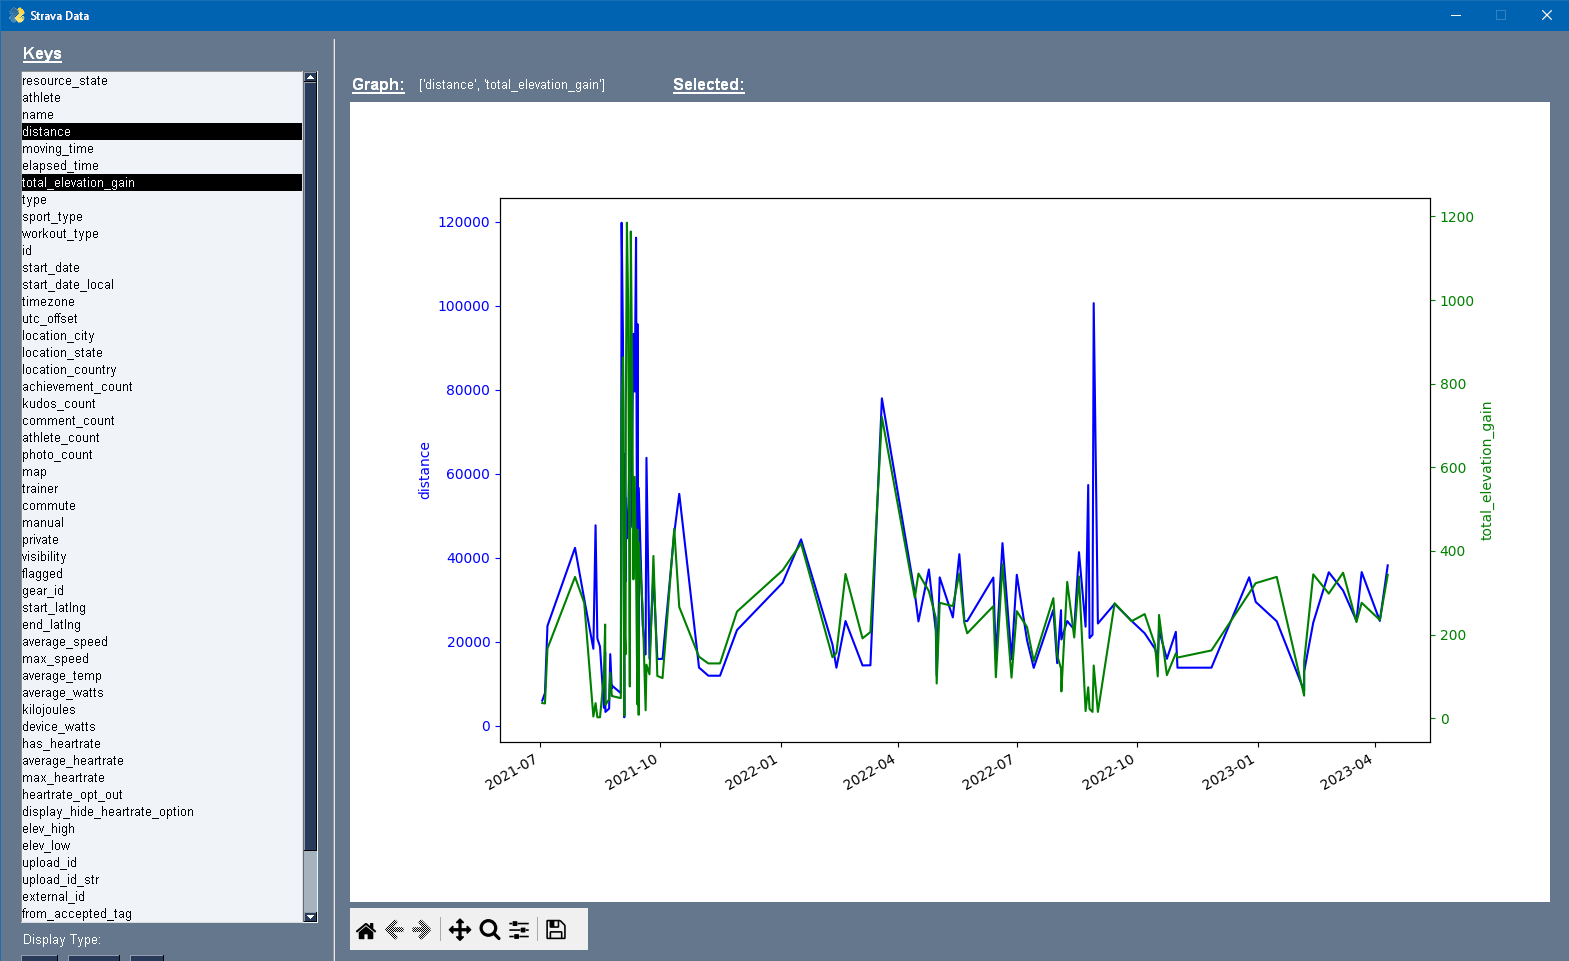 Strava Data
Keys
resource_state
athlete
name
distance
moving_time
elapsed_time
total_elevation_gain
type
sport_type
workout_type
id
start_date
start_date_local
timezone
utc_offset
location_city
location_state
location_country
achievement_count
kudos_count
comment_count
athlete_count
photo_count
map
trainer
commute
manual
private
visibility
flagged
gear_id
start_latlng
end_latlng
average_speed
max_speed
average_temp
average_watts
kilojoules
device_watts
has_heartrate
average_heartrate
max_heartrate
heartrate_opt_out
display_hide_heartrate_option
elev_high
elev_low
upload_id
upload_id_str
external_id
from_accepted_tag
Display Type:
Graph: ['distance', 'total_elevation_gain'] Selected:
120000
100000
80000
60000
40000
20000
0
distance
1200
1000
800
600
400
200
0
total_elevation_gain
2021-07 2021-10 2022-01 2022-04 2022-07 2022-10 2023-01 2023-04